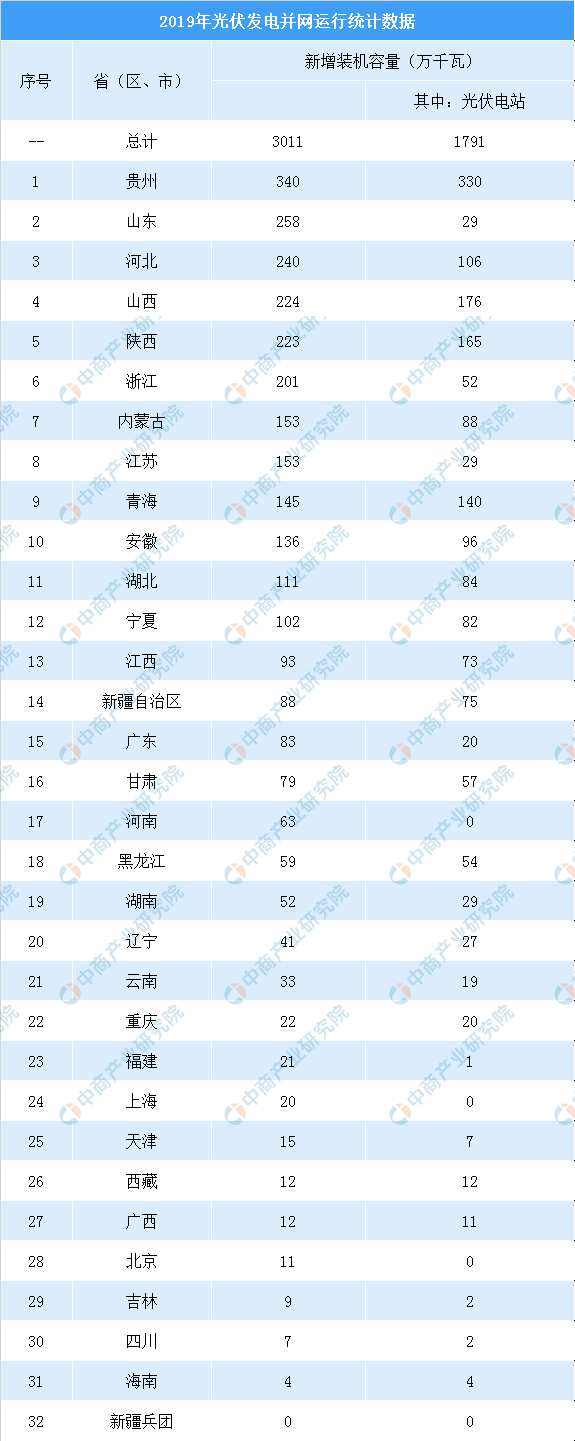 2019年光伏发电并网运行统计数据
序号 省（区、市） 新增装机容量（万千瓦）
其中：光伏电站
-- 总计 3011 1791
1 贵州 340 330
2 山东 258 29
3 河北 240 106
4 山西 224 176
5 陕西 223 165
6 浙江 201 52
7 内蒙古 153 88
8 江苏 153 29
9 青海 145 140
10 安徽 136 96
11 湖北 111 84
12 宁夏 102 82
13 江西 93 73
14 新疆自治区 88 75
15 广东 83 20
16 甘肃 79 57
17 河南 63 0
18 黑龙江 59 54
19 湖南 52 29
20 辽宁 41 27
21 云南 33 19
22 重庆 22 20
23 福建 21 1
24 上海 20 0
25 天津 15 7
26 西藏 12 12
27 广西 12 11
28 北京 11 0
29 吉林 9 2
30 四川 7 2
31 海南 4 4
32 新疆兵团 0 0
中商产业研究院